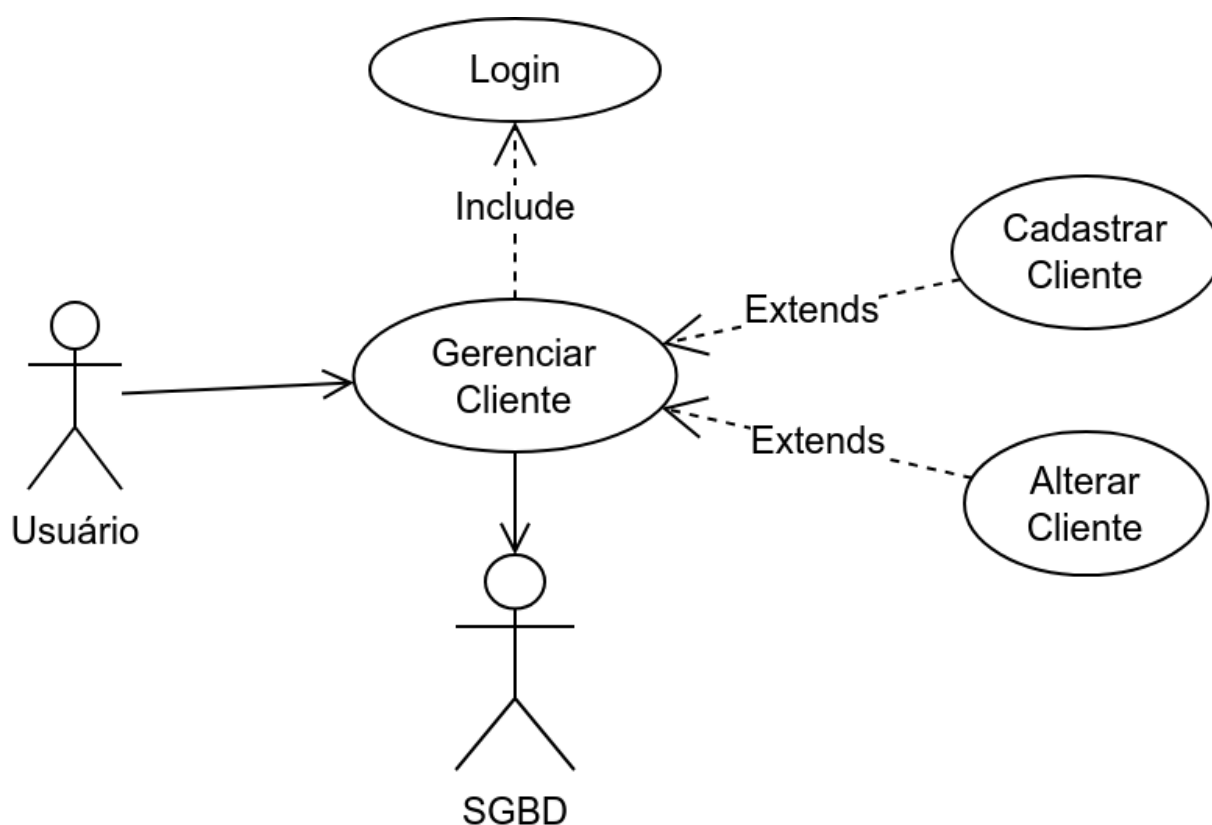 Login
Include
Cadastrar
Cliente
Extends
Gerenciar
Cliente
Extends
Alterar
Cliente
Usuário
SGBD